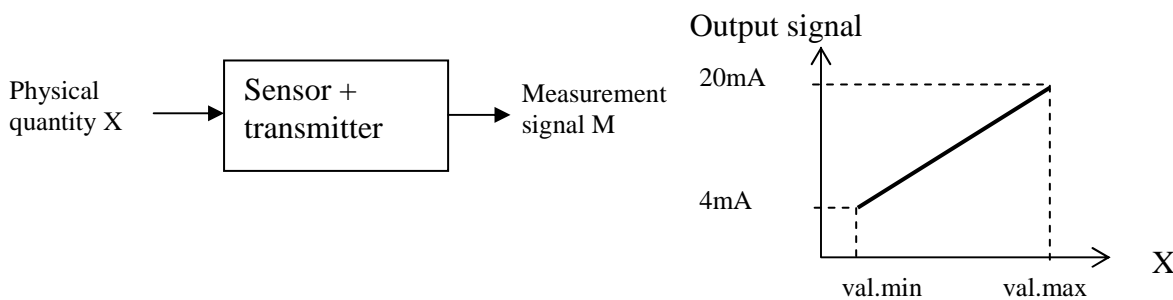 Physical
quantity X
Sensor +
transmitter
Measurement
signal M
Output signal
20mA
4mA
val.min
val.max
X